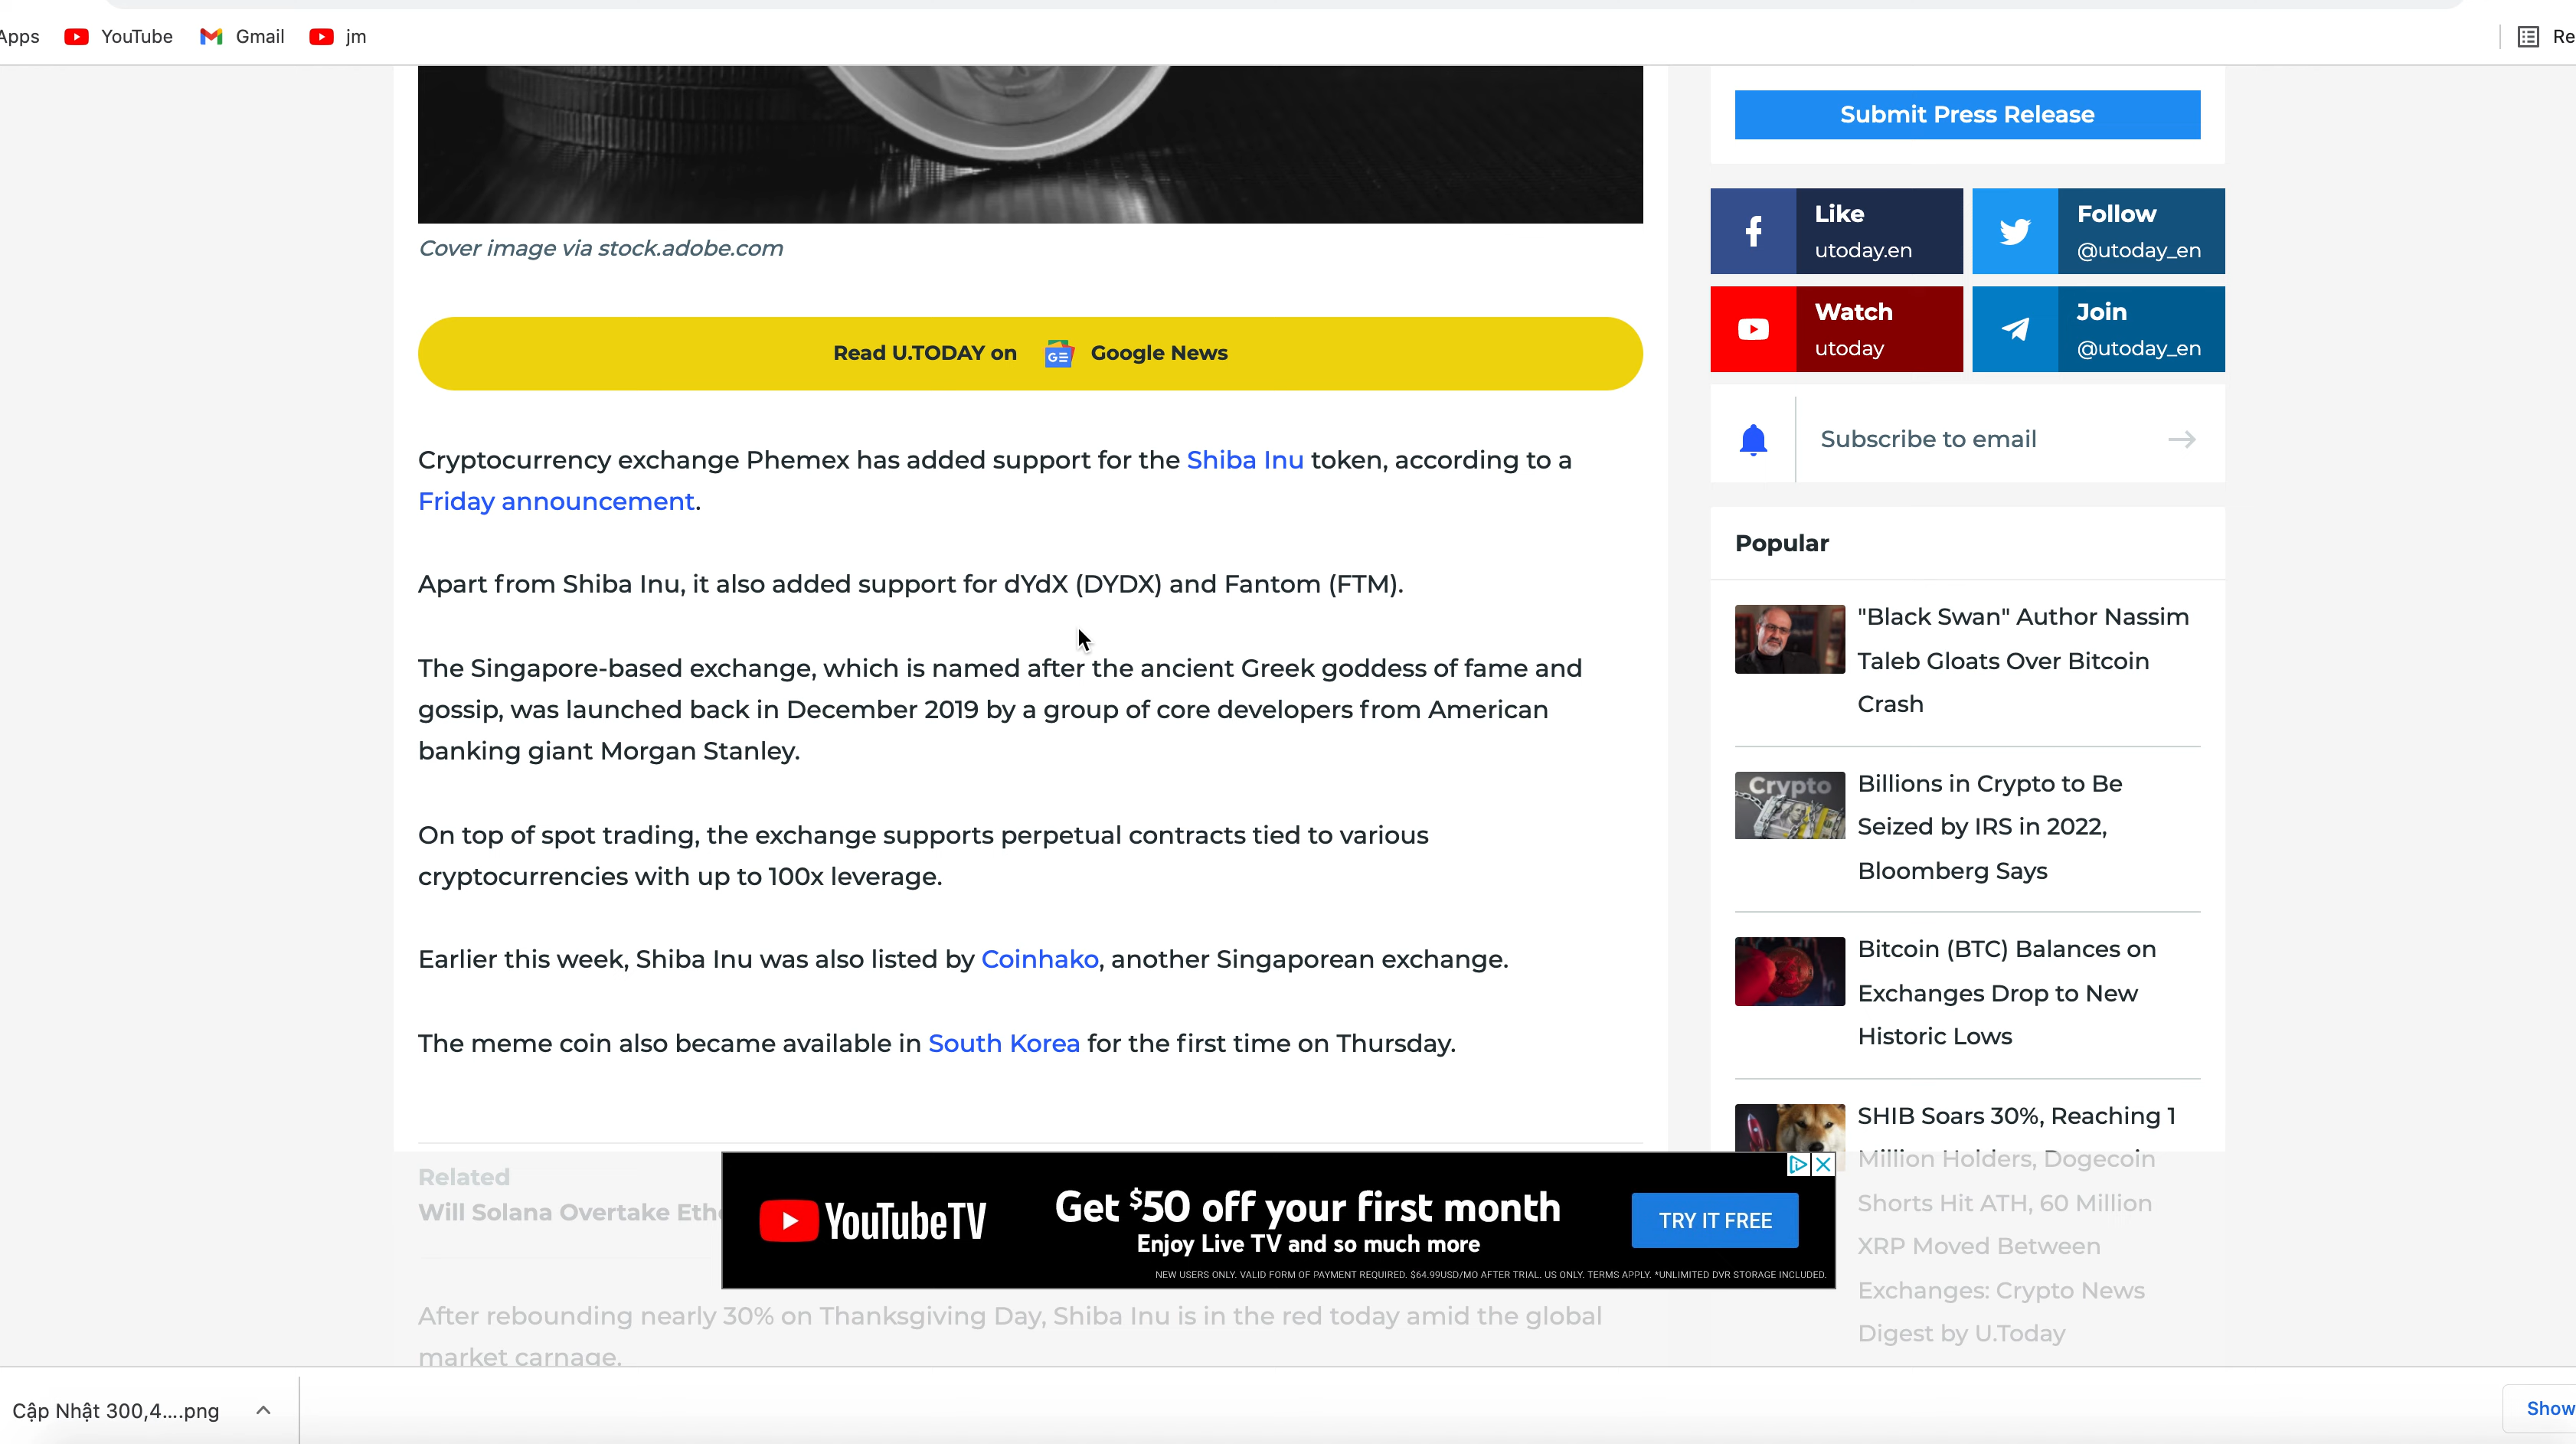 Apps
YouTube
Gmail
jm
Re
Cover image via stock.adobe.com
Read U.TODAY on GE Google News
Cryptocurrency exchange Phemex has added support for the Shiba Inu token, according to a
Friday announcement.
Apart from Shiba Inu, it also added support for dYdX (DYDX) and Fantom (FTM).
The Singapore-based exchange, which is named after the ancient Greek goddess of fame and
gossip, was launched back in December 2019 by a group of core developers from American
banking giant Morgan Stanley.
On top of spot trading, the exchange supports perpetual contracts tied to various
cryptocurrencies with up to 100x leverage.
Earlier this week, Shiba Inu was also listed by Coinhako, another Singaporean exchange.
The meme coin also became available in South Korea for the first time on Thursday.
Related
Will Solana Overtake Eth
After rebounding nearly 30% on Thanksgiving Day, Shiba Inu is in the red today amid the global
market carnage.
Submit Press Release
Like
utoday.en
Follow
@utoday_en
Watch
utoday
Join
@utoday_en
Subscribe to email
Popular
"Black Swan" Author Nassim
Taleb Gloats Over Bitcoin
Crash
Crypto
Billions in Crypto to Be
Seized by IRS in 2022,
Bloomberg Says
Bitcoin (BTC) Balances on
Exchanges Drop to New
Historic Lows
SHIB Soars 30%, Reaching 1
Million Holders, Dogecoin
Shorts Hit ATH, 60 Million
XRP Moved Between
Exchanges: Crypto News
Digest by U.Today
YouTubeTV
Get $50 off your first month
Enjoy Live TV and so much more
TRY IT FREE
NEW USERS ONLY. VALID FORM OF PAYMENT REQUIRED. $64.99USD/MO AFTER TRIAL. US ONLY. TERMS APPLY. *UNLIMITED DVR STORAGE INCLUDED.
Cập Nhật 300,4....png
Show